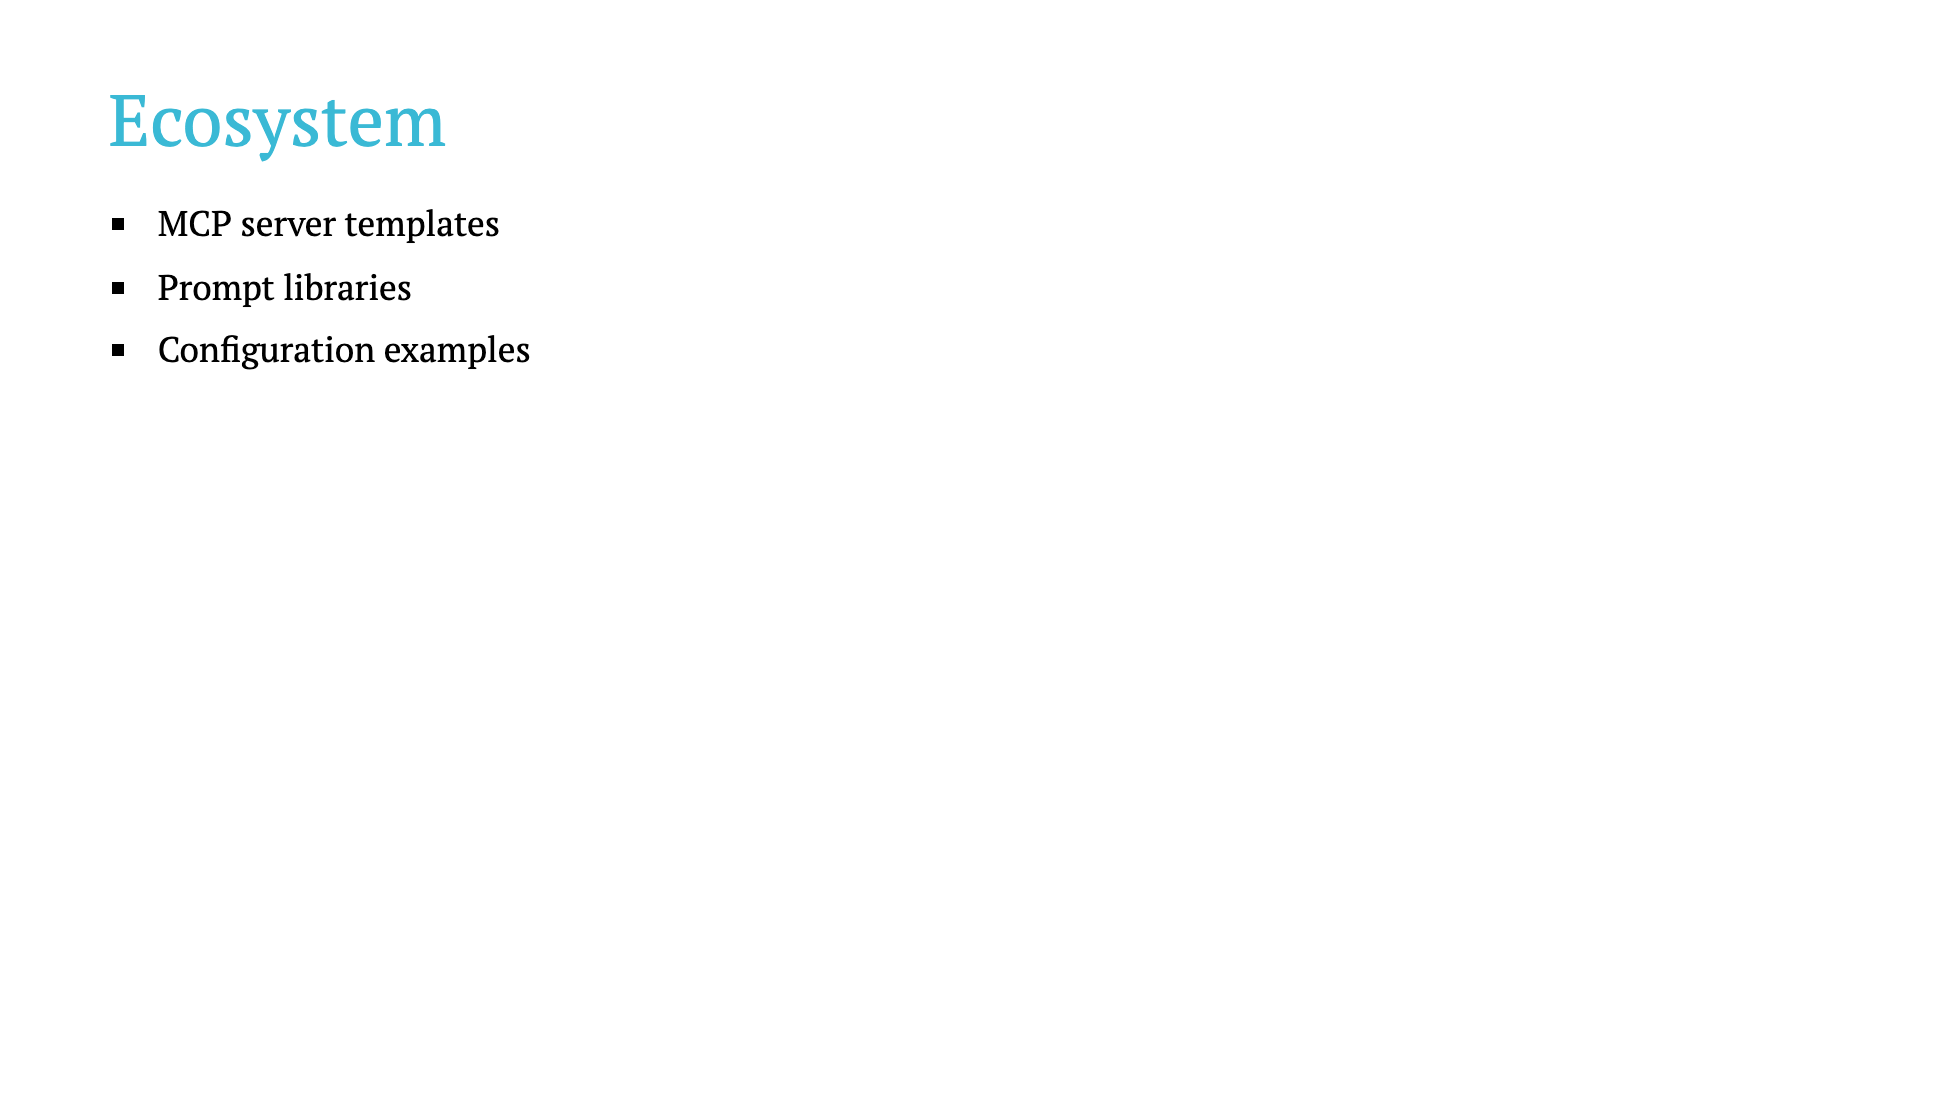 Ecosystem
▪ MCP server templates
▪ Prompt libraries
▪ Configuration examples